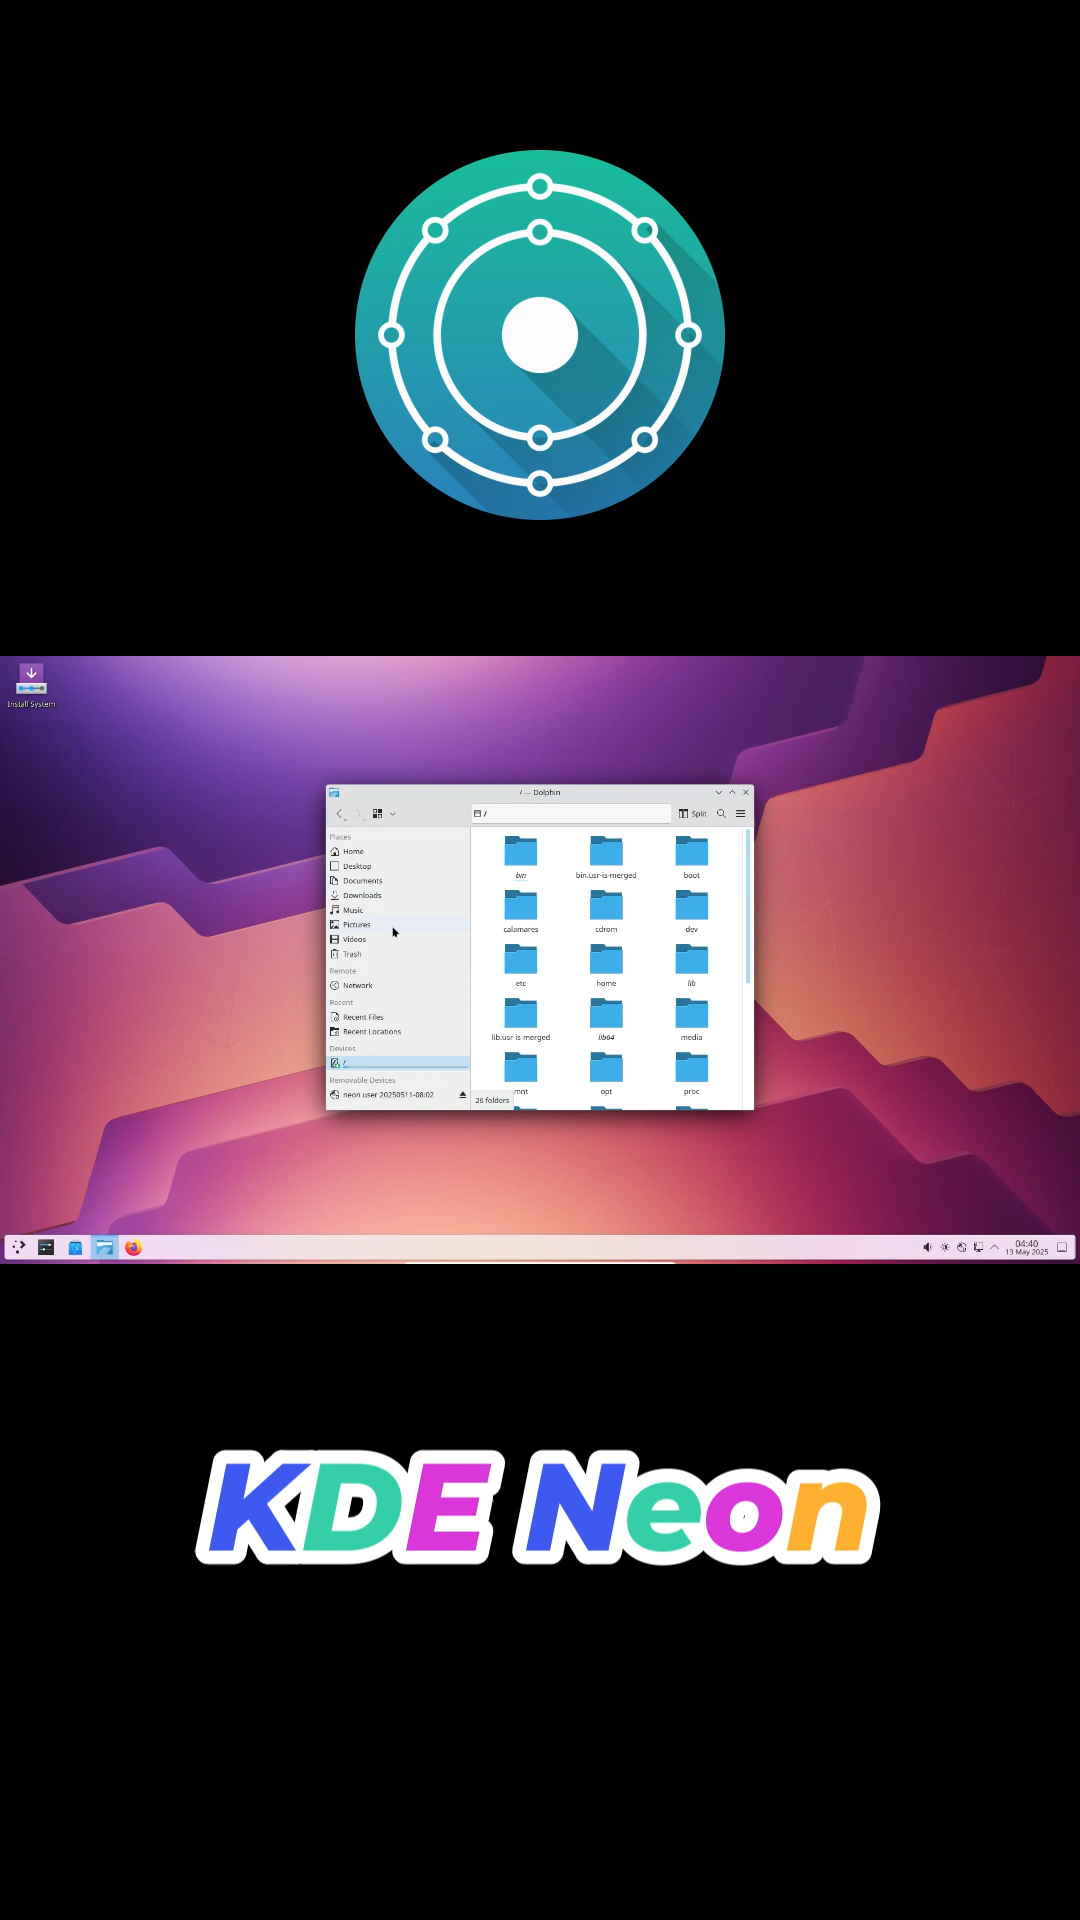 Install System
/ — Dolphin
/
Split
Places
Home
Desktop
Documents
Downloads
Music
Pictures
Videos
Trash
Remote
Network
Recent
Recent Files
Recent Locations
Devices
/
Removable Devices
neon user 20250511-08:02
bin
bin.usr-is-merged
boot
calamares
cdrom
dev
etc
home
lib
lib.usr-is-merged
lib64
media
mnt
opt
proc
26 folders
04:40
13 May 2025
KDE Neon